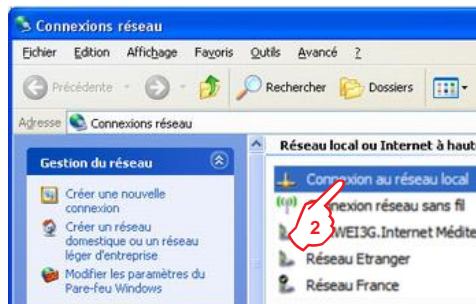 Connexions réseau
Fichier Edition Affichage Favoris Outils Avancé ?
Précédente Rechercher Dossiers
Adresse Connexions réseau
Gestion du réseau
Créer une nouvelle
connexion
Créer un réseau
domestique ou un réseau
léger d'entreprise
Modifier les paramètres du
Pare-feu Windows
Réseau local ou Internet à haut
Connexion au réseau local
nexion réseau sans fil
2
WEI3G.Internet Médite
Réseau Etranger
Réseau France